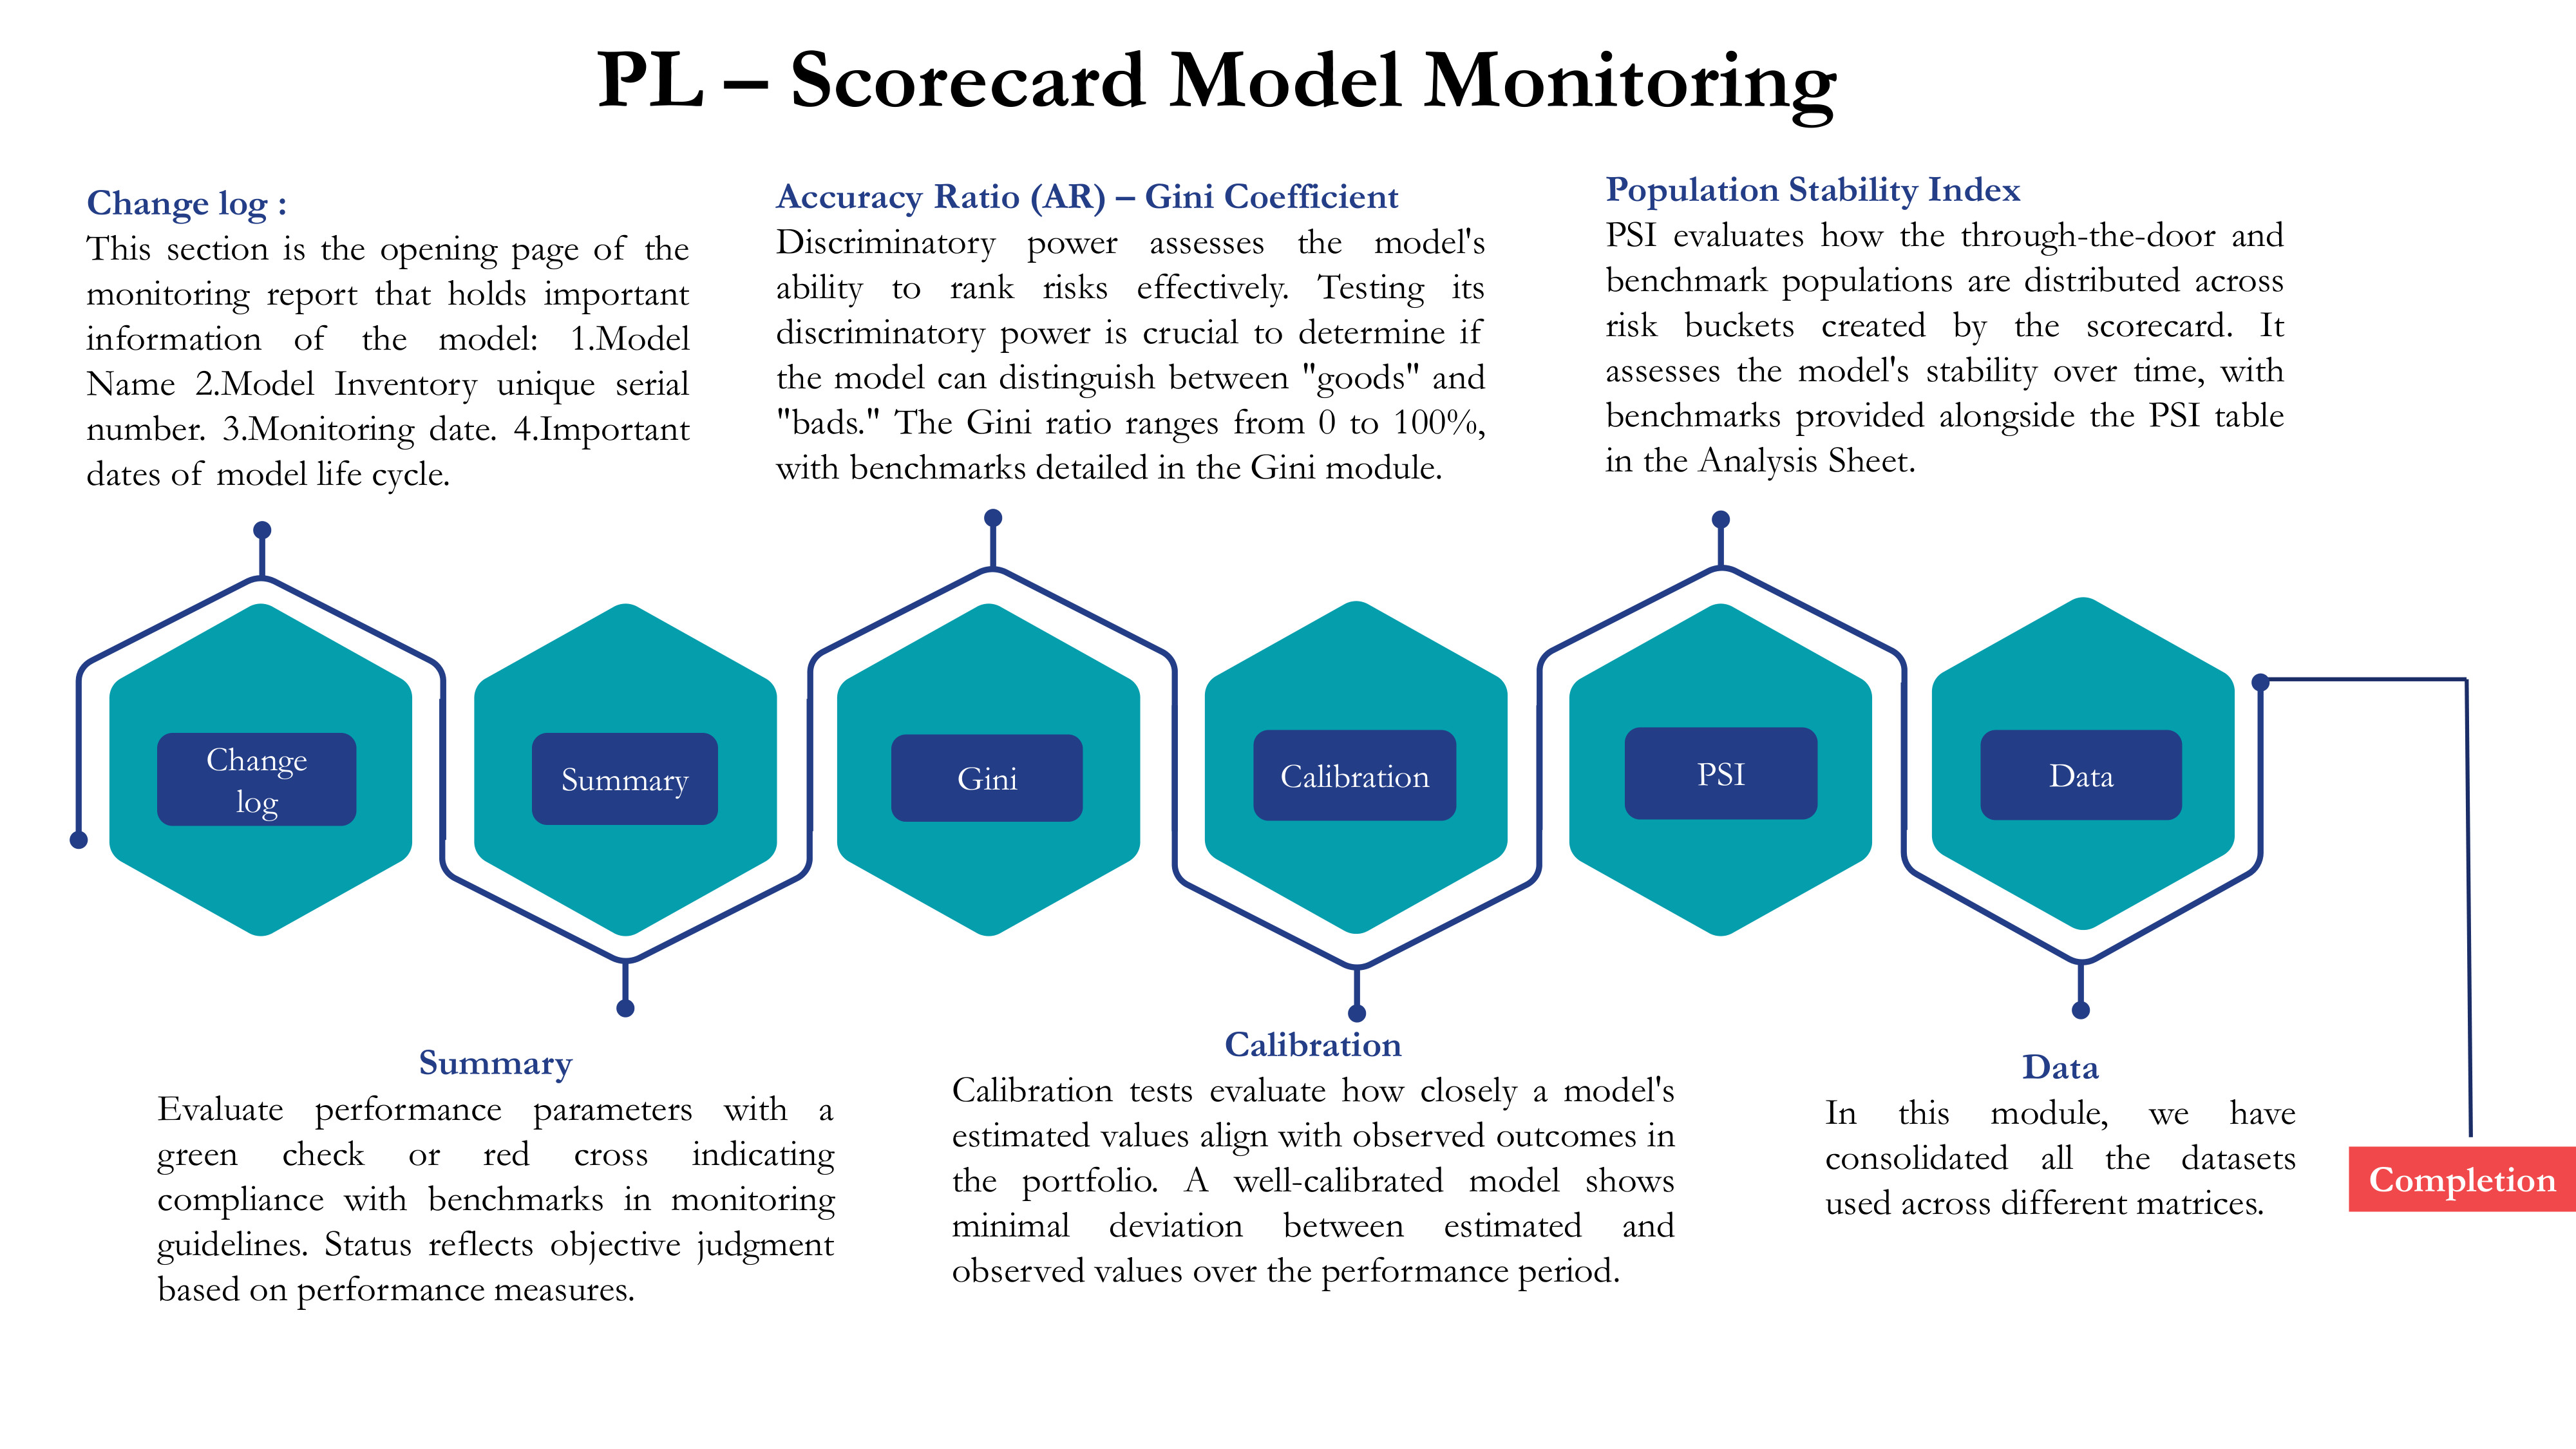 PL – Scorecard Model Monitoring
Change log :
This section is the opening page of the
monitoring report that holds important
information of the model: 1.Model
Name 2.Model Inventory unique serial
number. 3.Monitoring date. 4.Important
dates of model life cycle.
Accuracy Ratio (AR) – Gini Coefficient
Discriminatory power assesses the model's
ability to rank risks effectively. Testing its
discriminatory power is crucial to determine if
the model can distinguish between "goods" and
"bads." The Gini ratio ranges from 0 to 100%,
with benchmarks detailed in the Gini module.
Population Stability Index
PSI evaluates how the through-the-door and
benchmark populations are distributed across
risk buckets created by the scorecard. It
assesses the model's stability over time, with
benchmarks provided alongside the PSI table
in the Analysis Sheet.
Change
log
Summary
Gini
Calibration
PSI
Data
Summary
Evaluate performance parameters with a
green check or red cross indicating
compliance with benchmarks in monitoring
guidelines. Status reflects objective judgment
based on performance measures.
Calibration
Calibration tests evaluate how closely a model's
estimated values align with observed outcomes in
the portfolio. A well-calibrated model shows
minimal deviation between estimated and
observed values over the performance period.
Data
In this module, we have
consolidated all the datasets
used across different matrices.
Completion